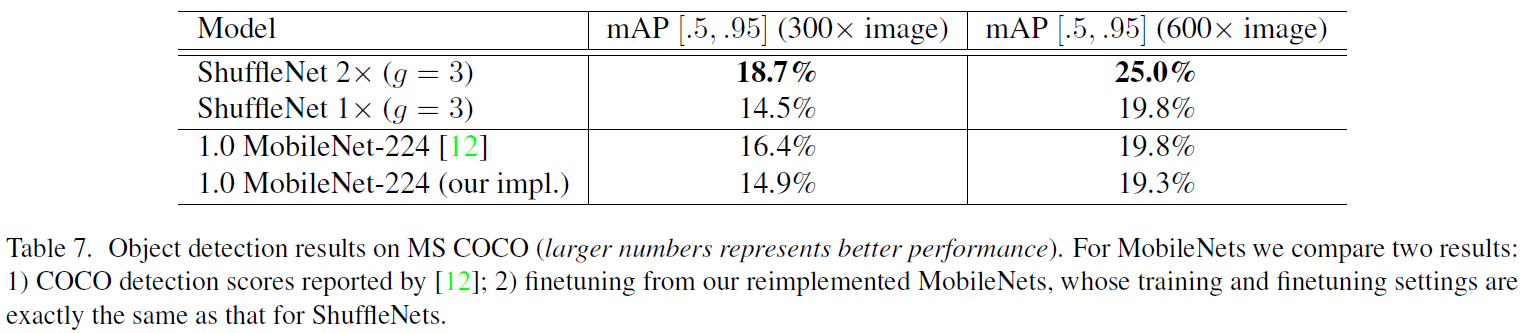 Model mAP [.5, .95] (300× image) mAP [.5, .95] (600× image)
ShuffleNet 2× (g = 3) 18.7% 25.0%
ShuffleNet 1× (g = 3) 14.5% 19.8%
1.0 MobileNet-224 [12] 16.4% 19.8%
1.0 MobileNet-224 (our impl.) 14.9% 19.3%
Table 7. Object detection results on MS COCO (larger numbers represents better performance). For MobileNets we compare two results:
1) COCO detection scores reported by [12]; 2) finetuning from our reimplemented MobileNets, whose training and finetuning settings are
exactly the same as that for ShuffleNets.